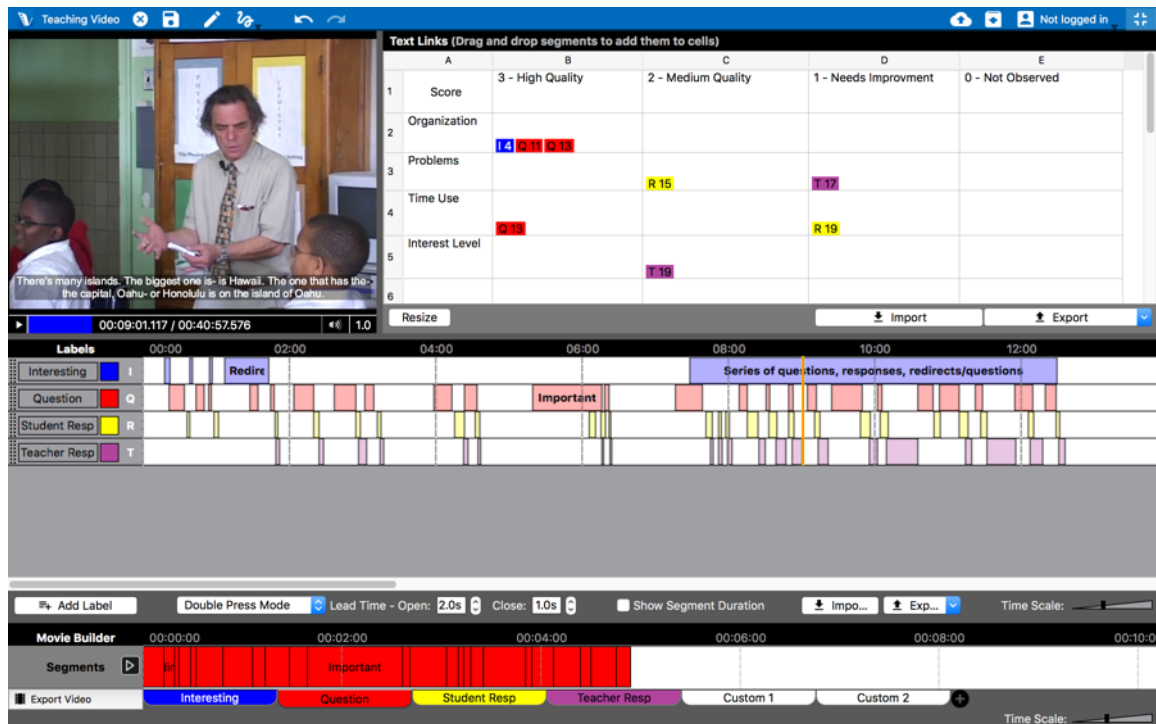 Teaching Video
Not logged in
PHYSICS
CHEMISTRY
There's many islands. The biggest one is- is Hawaii. The one that has the-
the capital, Oahu- or Honolulu is on the island of Oahu.
00:09:01.117 / 00:40:57.576
1.0
Text Links (Drag and drop segments to add them to cells)
A B C D E
1 Score 3 - High Quality 2 - Medium Quality 1 - Needs Improvment 0 - Not Observed
2 Organization
I 4 Q 11 Q 13
3 Problems
R 15 T 17
4 Time Use
Q 13 R 19
5 Interest Level
T 19
6
Resize Import Export
Labels 00:00 02:00 04:00 06:00 08:00 10:00 12:00
Interesting I Redire Series of questions, responses, redirects/questions
Question Q Important
Student Resp R
Teacher Resp T
Add Label Double Press Mode Lead Time - Open: 2.0s Close: 1.0s Show Segment Duration Impo... Exp... Time Scale:
Movie Builder 00:00:00 00:02:00 00:04:00 00:06:00 00:08:00 00:10:0
Segments Important
Export Video Interesting Question Student Resp Teacher Resp Custom 1 Custom 2
Time Scale: